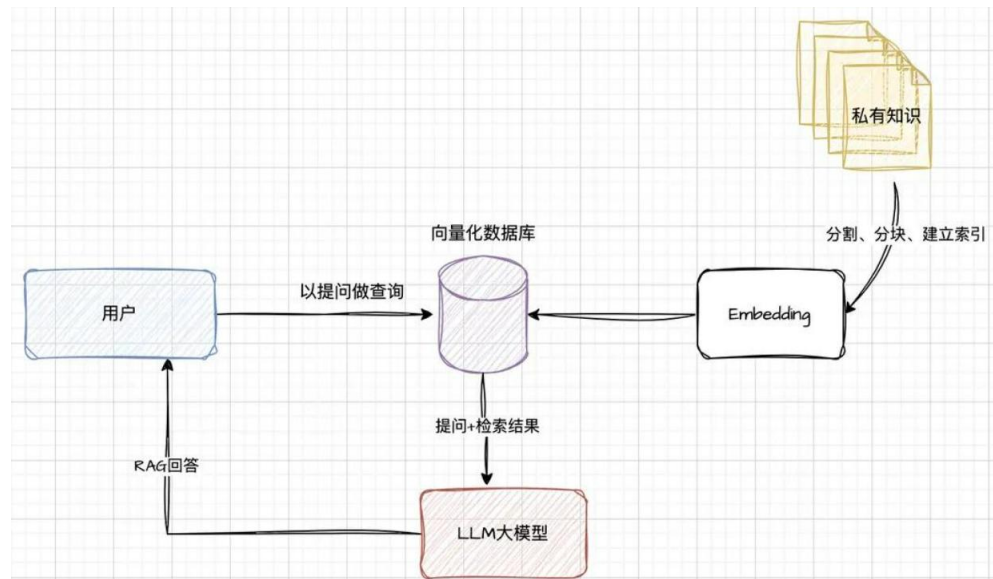 私有知识
分割、分块、建立索引
向量化数据库
以提问做查询
用户
Embedding
提问+检索结果
RAG回答
LLM大模型